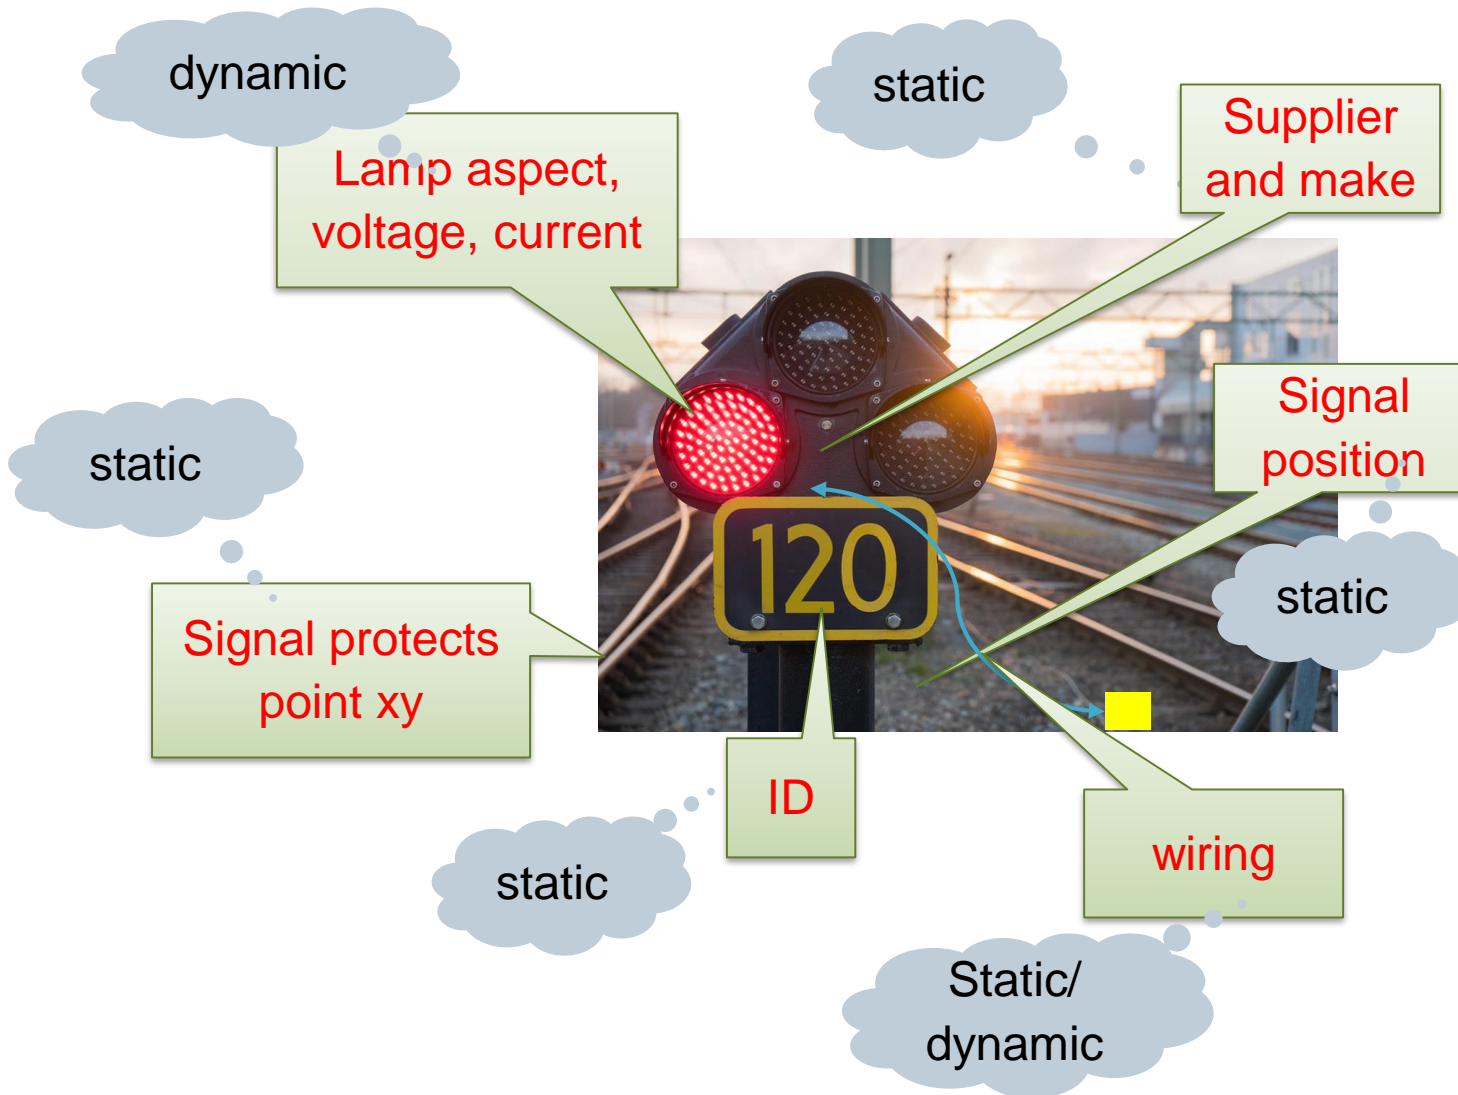 dynamic
static
Lamp aspect,
voltage, current
Supplier
and make
static
Signal
position
120
static
Signal protects
point xy
ID
static
wiring
Static/
dynamic